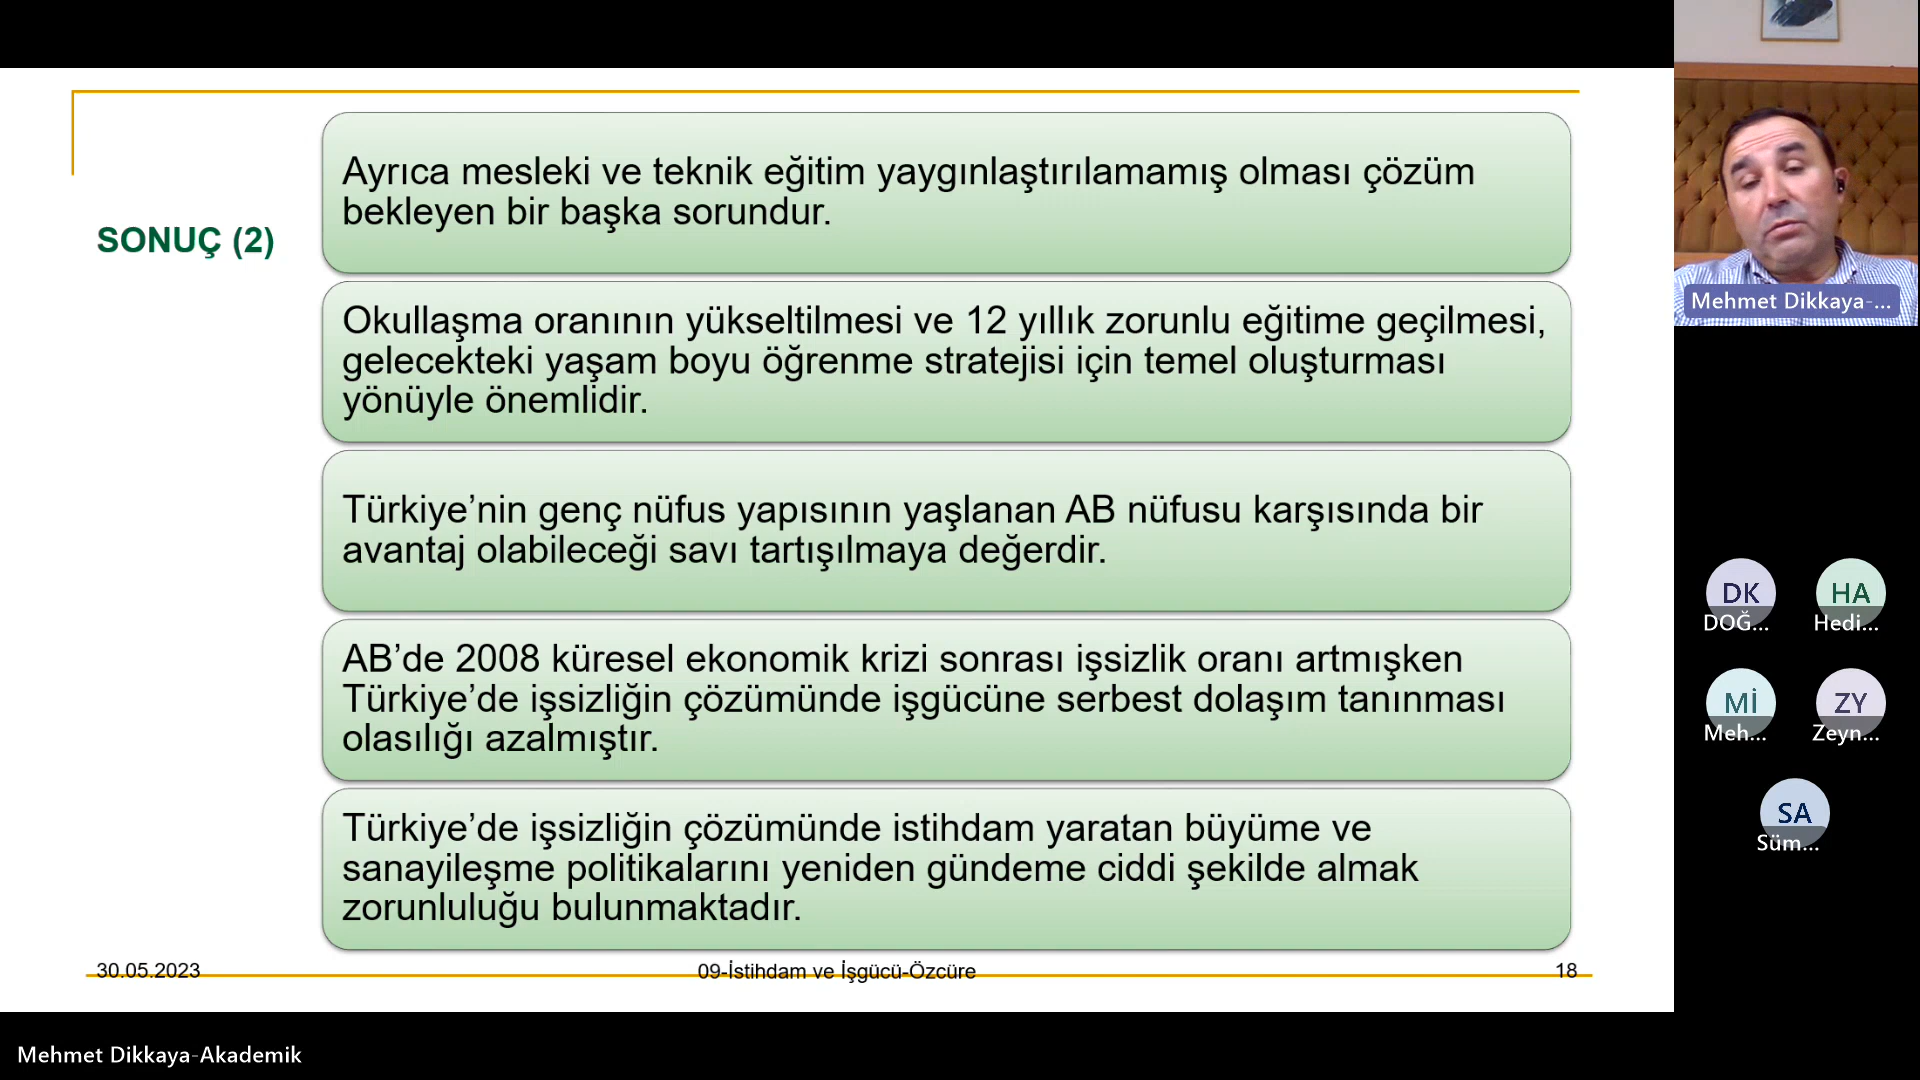 SONUÇ (2)
Ayrıca mesleki ve teknik eğitim yaygınlaştırılamamış olması çözüm
bekleyen bir başka sorundur.
Okullaşma oranının yükseltilmesi ve 12 yıllık zorunlu eğitime geçilmesi,
gelecekteki yaşam boyu öğrenme stratejisi için temel oluşturması
yönüyle önemlidir.
Türkiye’nin genç nüfus yapısının yaşlanan AB nüfusu karşısında bir
avantaj olabileceği savı tartışılmaya değerdir.
AB’de 2008 küresel ekonomik krizi sonrası işsizlik oranı artmışken
Türkiye’de işsizliğin çözümünde işgücüne serbest dolaşım tanınması
olasılığı azalmıştır.
Türkiye’de işsizliğin çözümünde istihdam yaratan büyüme ve
sanayileşme politikalarını yeniden gündeme ciddi şekilde almak
zorunluluğu bulunmaktadır.
30.05.2023
09-İstihdam ve İşgücü-Özcüre
18
Mehmet Dikkaya-...
DK
DOĞ...
HA
Hedi...
Mİ
Meh...
ZY
Zeyn...
SA
Süm...
Mehmet Dikkaya-Akademik